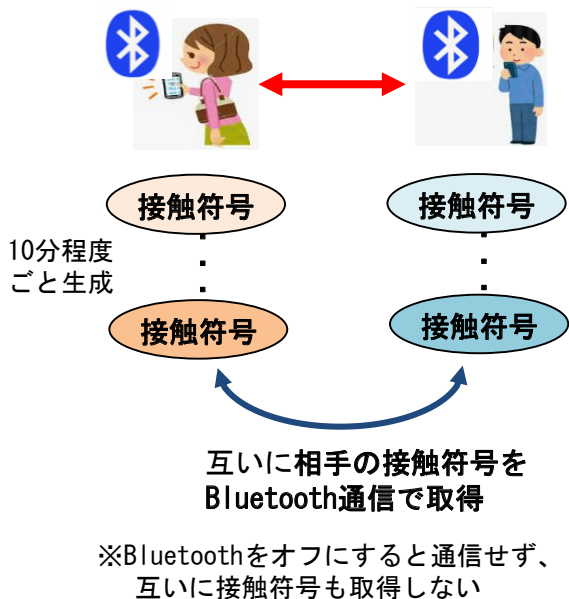 接触符号
接触符号
10分程度
ごと生成
接触符号
接触符号
互いに相手の接触符号を
Bluetooth通信で取得
※Bluetoothをオフにすると通信せず、
互いに接触符号も取得しない